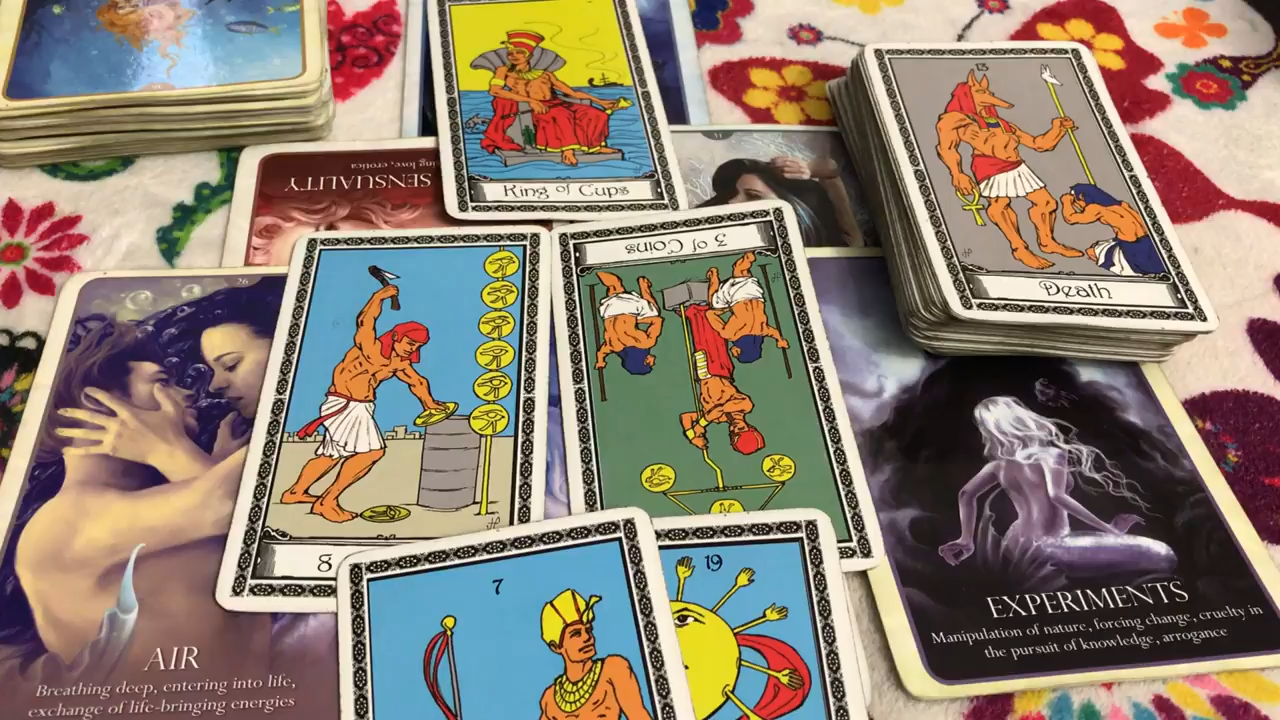 King of Cups
SENSUALITY
ing love, erotica
13
Death
26
3 of Coins
8
7
19
AIR
Breathing deep, entering into life,
exchange of life-bringing energies
EXPERIMENTS
Manipulation of nature, forcing change, cruelty in
the pursuit of knowledge, arrogance